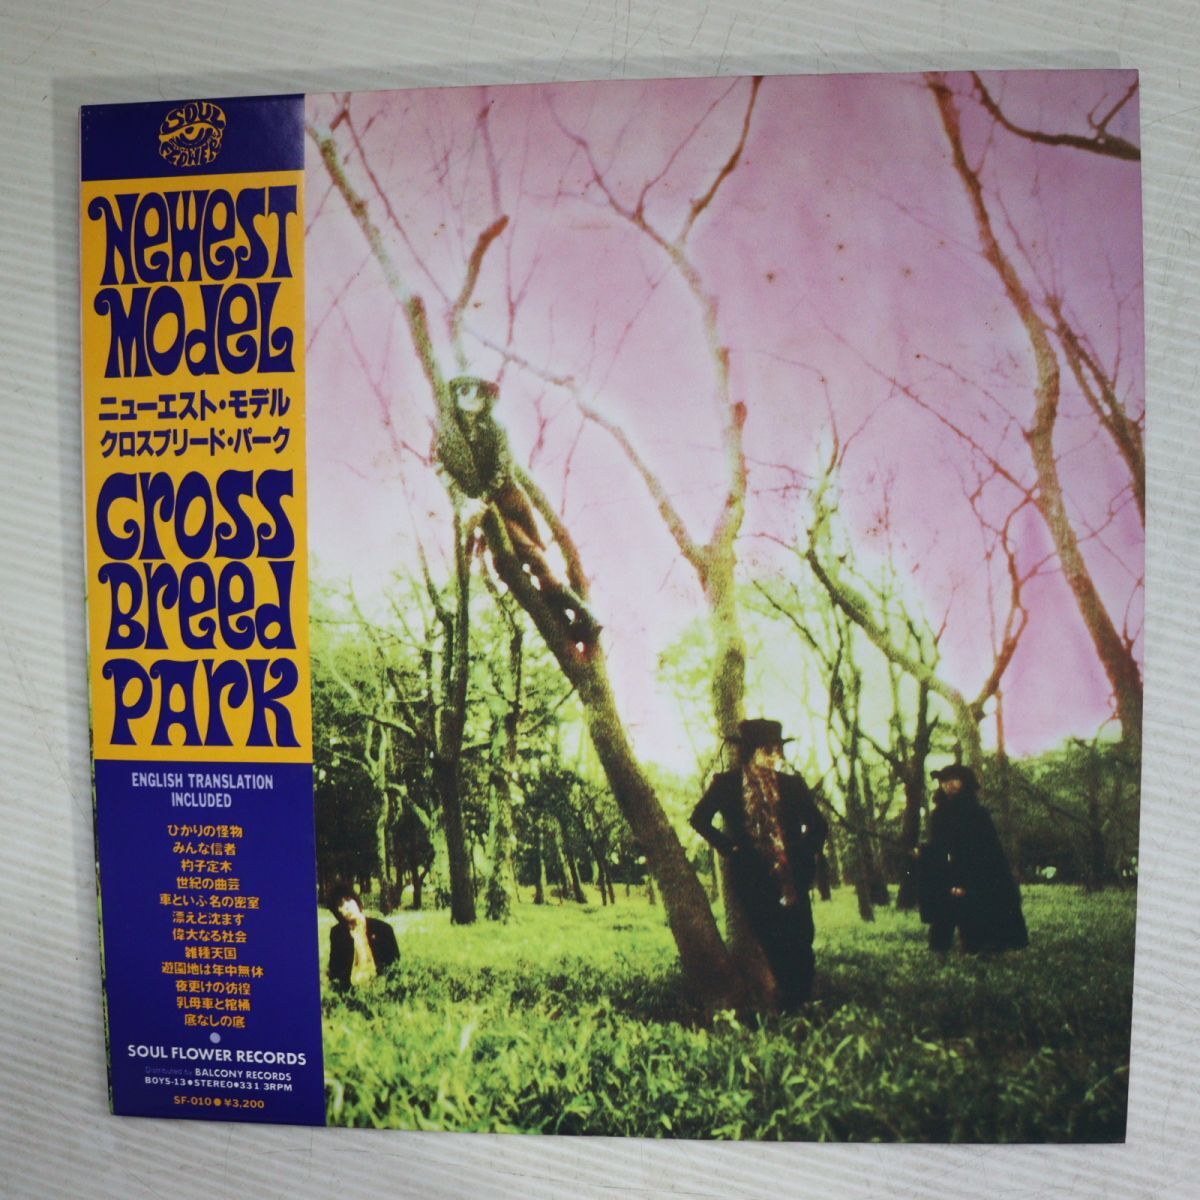 SOUL
FLOWER
NeWeST
MOdeL
ニューエスト・モデル
クロスブリード・パーク
Cross
Breed
PArK
ENGLISH TRANSLATION
INCLUDED
ひかりの怪物
みんな信者
杓子定木
世紀の曲芸
車といふ名の密室
漂えと沈まず
偉大なる社会
雑種天国
遊園地は年中無休
夜更けの彷徨
乳母車と棺桶
底なしの底
SOUL FLOWER RECORDS
Distributed by BALCONY RECORDS
BOYS-13●STEREO●33 1 3RPM
SF-010●¥3,200